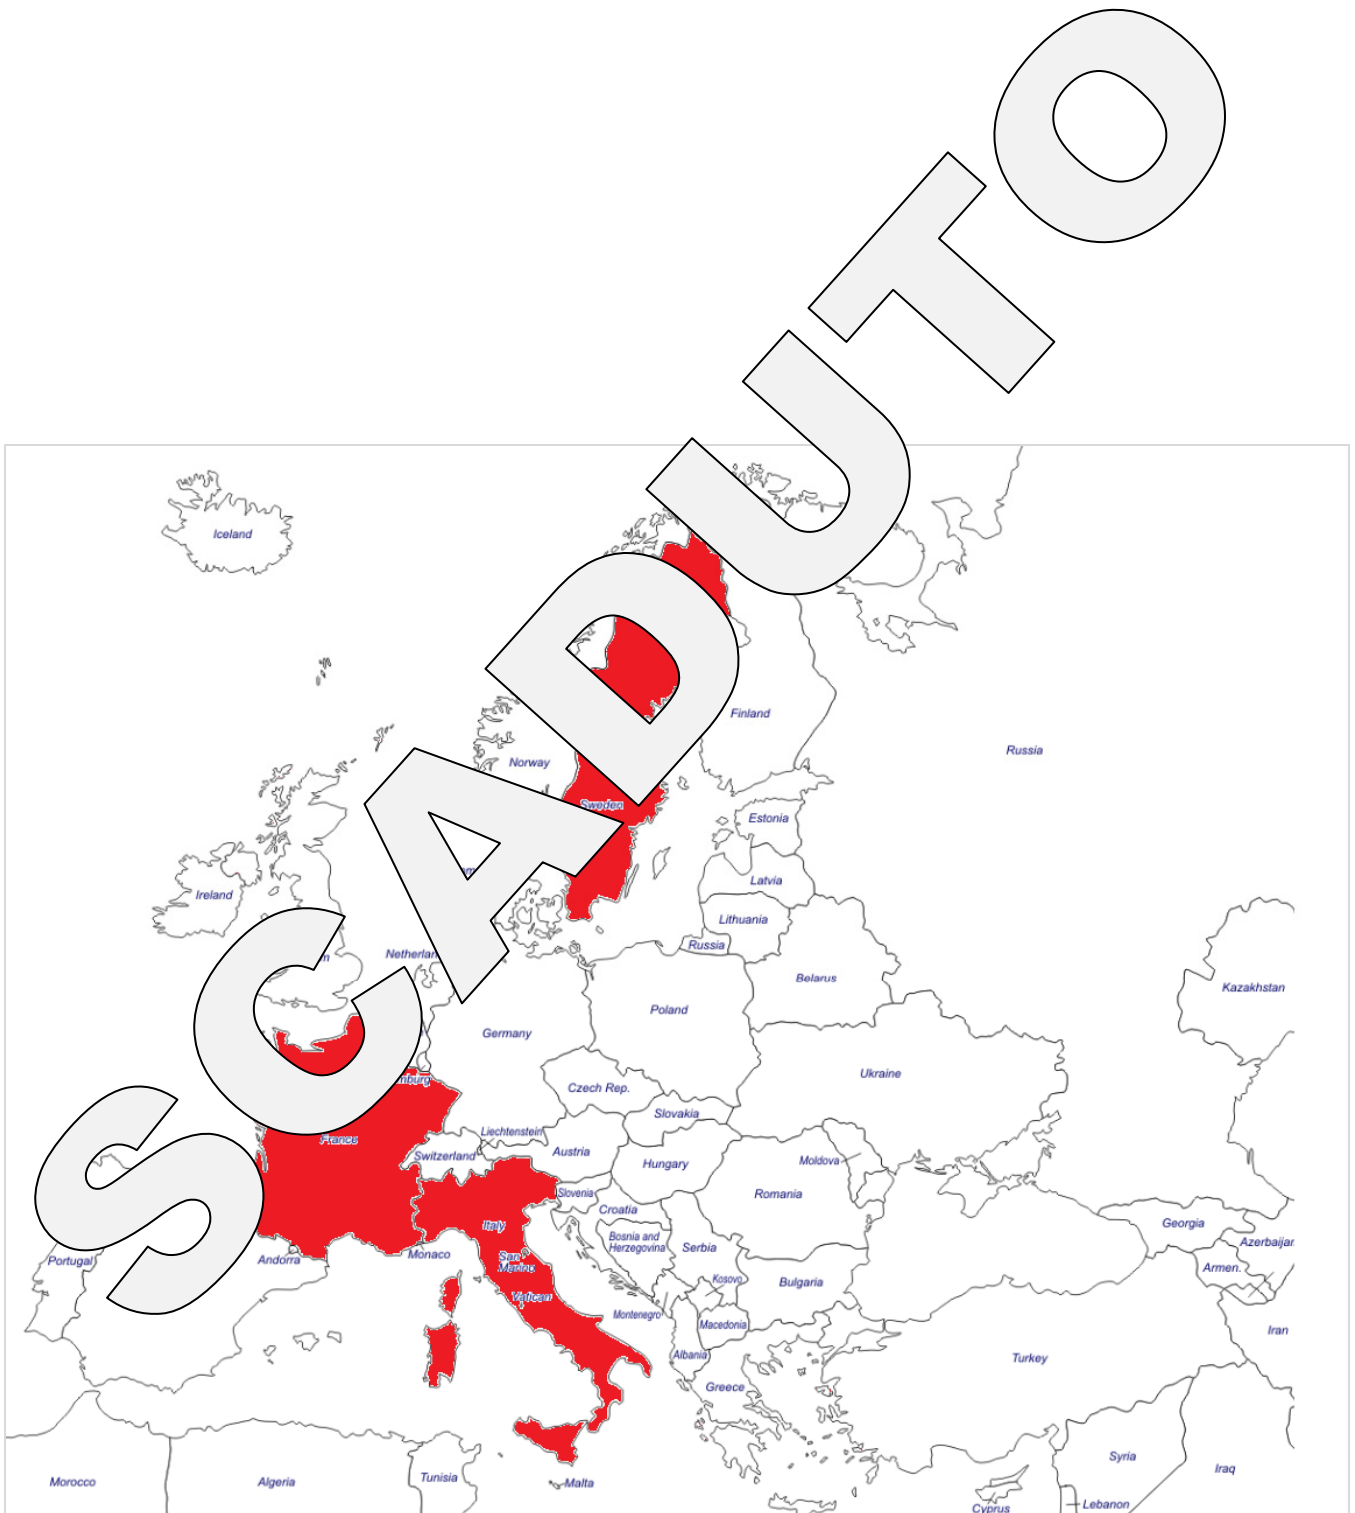 SCADUTO
Iceland
Finland
Russia
Norway
Sweden
Estonia
Latvia
Ireland
Lithuania
Russia
Belarus
Kazakhstan
Poland
Germany
Ukraine
Czech Rep.
Slovakia
Liechtenstein
France
Switzerland
Austria
Hungary
Moldova
Romania
Slovenia
Croatia
Georgia
Italy
Bosnia and
Herzegovina
Serbia
Azerbaijan
Portugal
Andorra
Monaco
San
Marino
Armen.
Kosovo
Bulgaria
Vatican
Montenegro
Macedonia
Iran
Albania
Turkey
Greece
Syria
Iraq
Morocco
Algeria
Tunisia
Malta
Cyprus
Lebanon